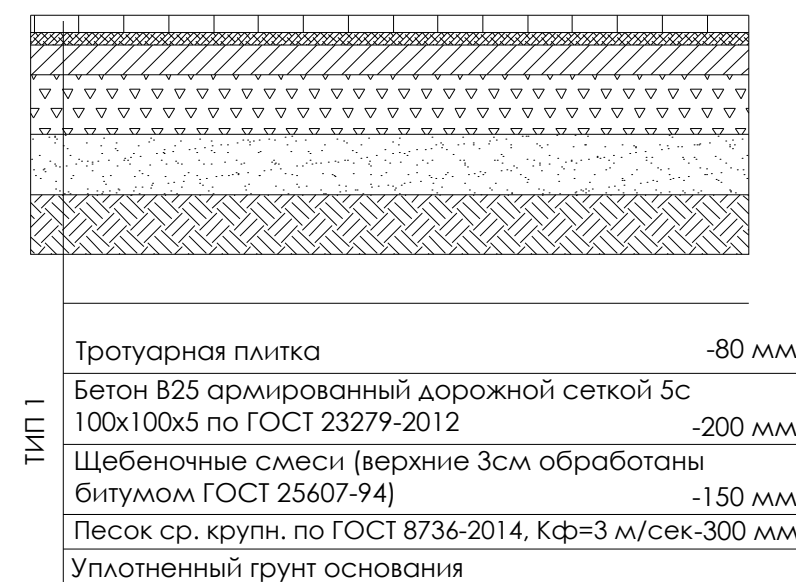 Тротуарная плитка -80 мм
Бетон В25 армированный дорожной сеткой 5с
100х100х5 по ГОСТ 23279-2012 -200 мм
Щебеночные смеси (верхние 3см обработаны
битумом ГОСТ 25607-94) -150 мм
Песок ср. крупн. по ГОСТ 8736-2014, Кф=3 м/сек-300 мм
Уплотненный грунт основания
ТИП 1